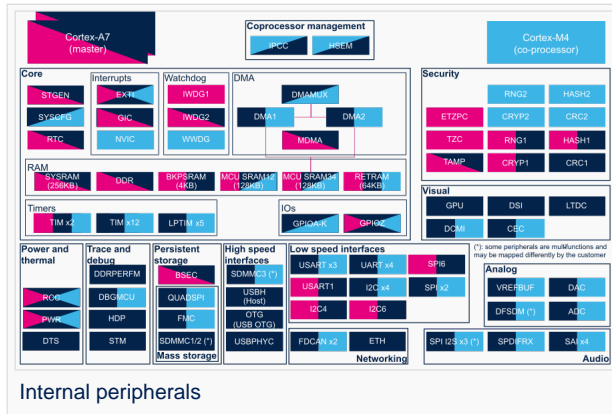 Cortex-A7
(master)
Coprocessor management
IPCC
HSEM
Cortex-M4
(co-processor)
Core
STGEN
SYSCFG
RTC
Interrupts
EXTI
GIC
NVIC
Watchdog
IWDG1
IWDG2
WWDG
DMA
DMAMUX
DMA1
DMA2
MDMA
Security
RNG2
HASH2
ETZPC
CRYP2
CRC2
TZC
RNG1
HASH1
TAMP
CRYP1
CRC1
RAM
SYSRAM
(256KB)
DDR
BKPSRAM
(4KB)
MCU SRAM12
(128KB)
MCU SRAM34
(128KB)
RETRAM
(64KB)
Timers
TIM x2
TIM x12
LPTIM x5
IOs
GPIOA-K
GPIOZ
Visual
GPU
DSI
LTDC
DCMI
CEC
(*): some peripherals are multifunctions and
may be mapped differently by the customer
Power and
thermal
RCC
PWR
DTS
Trace and
debug
DDRPERFM
DBGMCU
HDP
STM
Persistent
storage
BSEC
QUADSPI
FMC
SDMMC1/2 (*)
Mass storage
High speed
interfaces
SDMMC3 (*)
USBH
(Host)
OTG
(USB OTG)
USBPHYC
Low speed interfaces
USART x3
UART x4
SPI6
USART1
I2C x4
SPI x2
I2C4
I2C6
FDCAN x2
ETH
Networking
Analog
VREFBUF
DAC
DFSDM (*)
ADC
SPI I2S x3 (*)
SPDIFRX
SAI x4
Audio
Internal peripherals